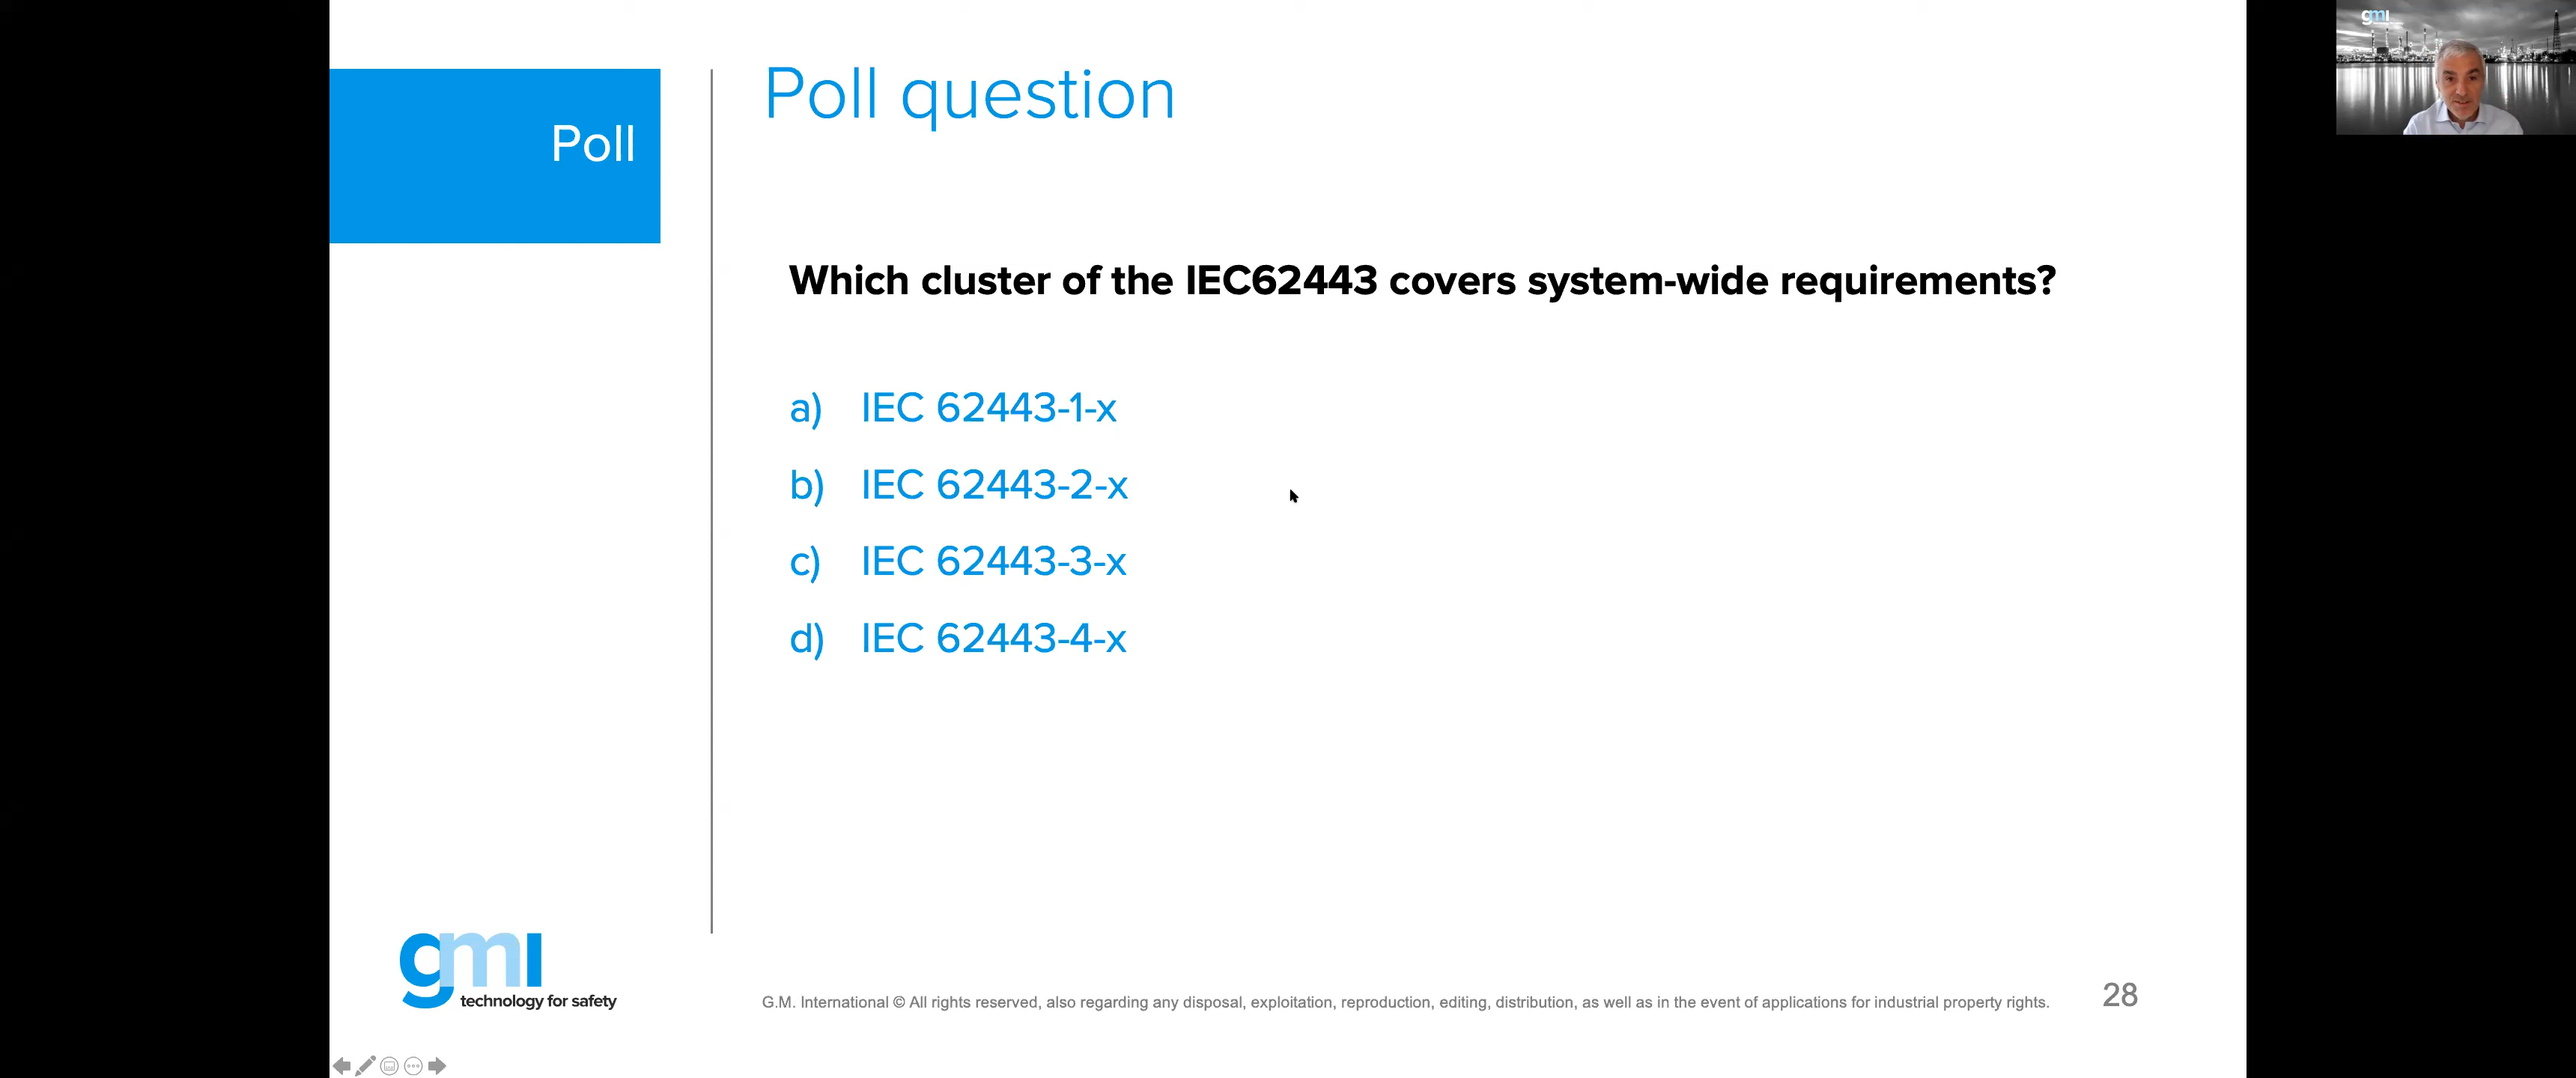 Poll
Poll question
Which cluster of the IEC62443 covers system-wide requirements?
a) IEC 62443-1-x
b) IEC 62443-2-x
c) IEC 62443-3-x
d) IEC 62443-4-x
gmi
technology for safety
G.M. International © All rights reserved, also regarding any disposal, exploitation, reproduction, editing, distribution, as well as in the event of applications for industrial property rights.
28
gmi